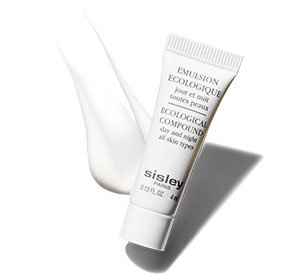 EMULSION
ECOLOGIQUE
jour et nuit
toutes peaux
ECOLOGICAL
COMPOUND
day and night
all skin types
sisley
PARIS
0.13 FL.OZ. 4 ml